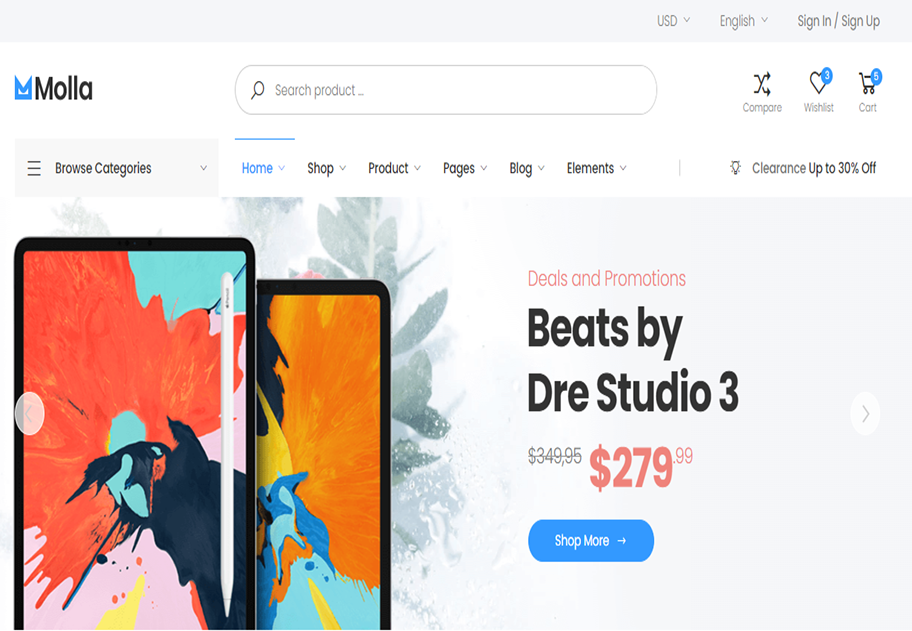 USD English Sign In / Sign Up
Molla
Search product ...
3
5
Compare Wishlist Cart
Browse Categories
Home Shop Product Pages Blog Elements
Clearance Up to 30% Off
Deals and Promotions
Beats by
Dre Studio 3
$349,95 $279.99
Shop More →